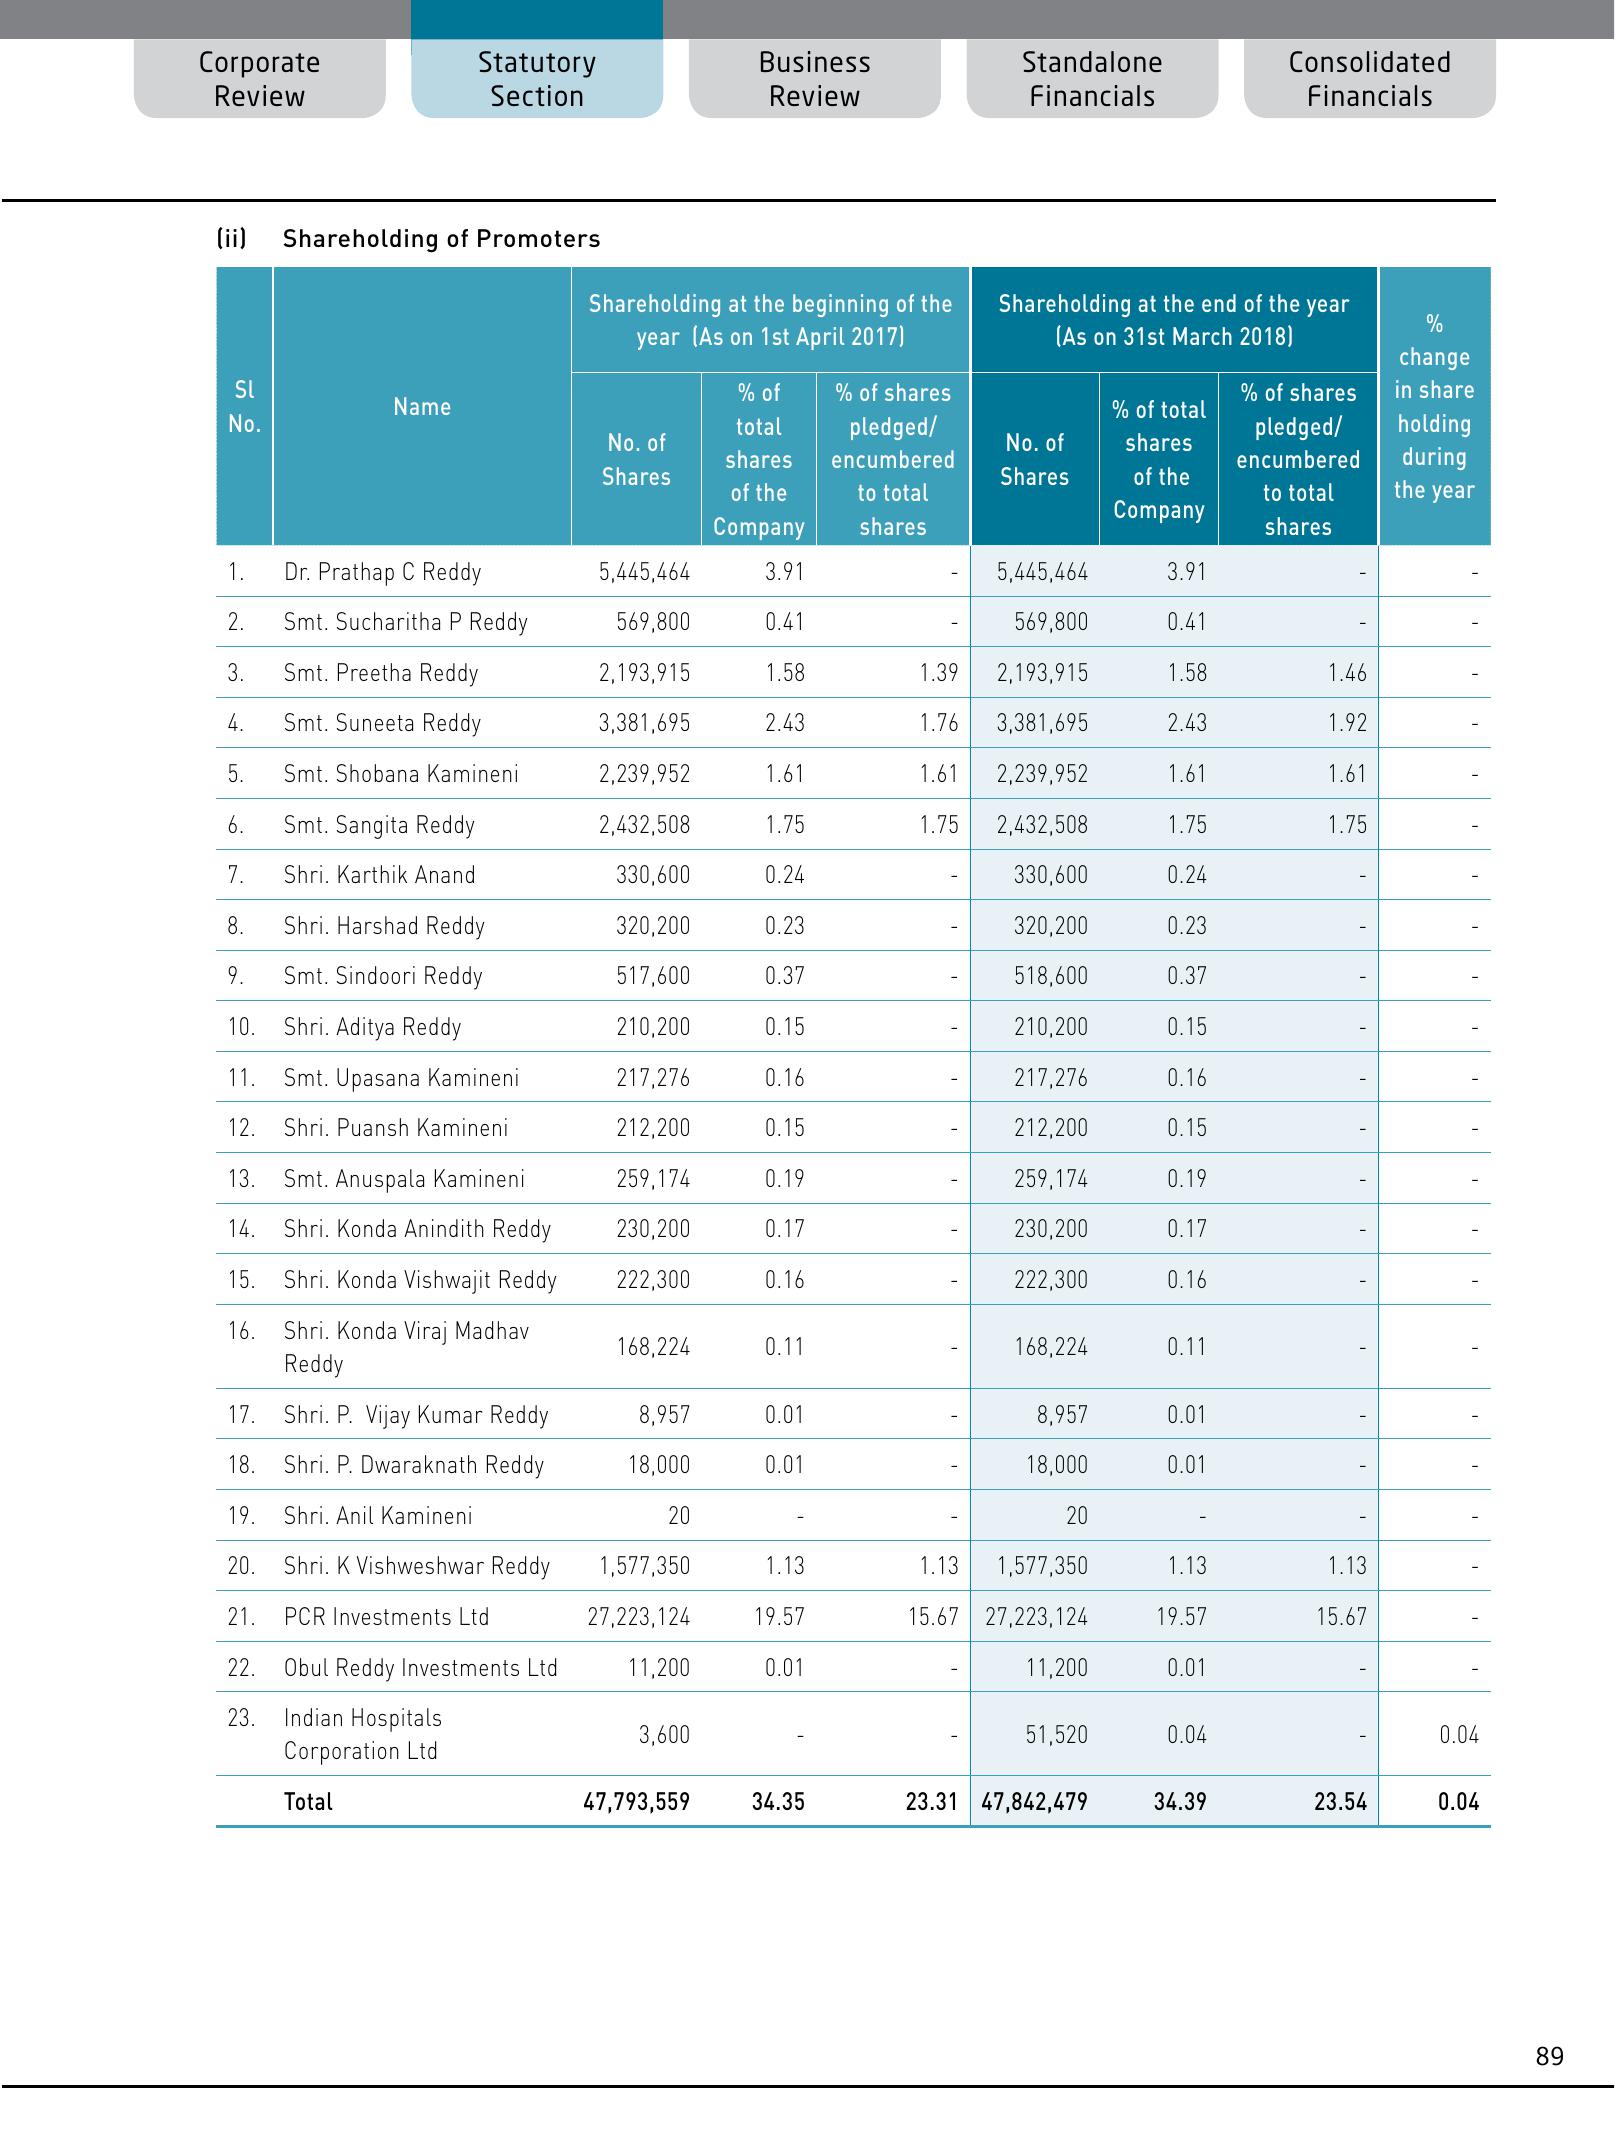 Corporate Review
Statutory Section
Business Review
Standalone Financials
Consolidated Financials
(ii) Shareholding of Promoters
Sl No.
Name
Shareholding at the beginning of the year (As on 1st April 2017)
Shareholding at the end of the year (As on 31st March 2018)
% change in share holding during the year
No. of Shares
% of total shares of the Company
% of shares pledged/ encumbered to total shares
No. of Shares
% of total shares of the Company
% of shares pledged/ encumbered to total shares
1. Dr. Prathap C Reddy 5,445,464 3.91 - 5,445,464 3.91 - -
2. Smt. Sucharitha P Reddy 569,800 0.41 - 569,800 0.41 - -
3. Smt. Preetha Reddy 2,193,915 1.58 1.39 2,193,915 1.58 1.46 -
4. Smt. Suneeta Reddy 3,381,695 2.43 1.76 3,381,695 2.43 1.92 -
5. Smt. Shobana Kamineni 2,239,952 1.61 1.61 2,239,952 1.61 1.61 -
6. Smt. Sangita Reddy 2,432,508 1.75 1.75 2,432,508 1.75 1.75 -
7. Shri. Karthik Anand 330,600 0.24 - 330,600 0.24 - -
8. Shri. Harshad Reddy 320,200 0.23 - 320,200 0.23 - -
9. Smt. Sindoori Reddy 517,600 0.37 - 518,600 0.37 - -
10. Shri. Aditya Reddy 210,200 0.15 - 210,200 0.15 - -
11. Smt. Upasana Kamineni 217,276 0.16 - 217,276 0.16 - -
12. Shri. Puansh Kamineni 212,200 0.15 - 212,200 0.15 - -
13. Smt. Anuspala Kamineni 259,174 0.19 - 259,174 0.19 - -
14. Shri. Konda Anindith Reddy 230,200 0.17 - 230,200 0.17 - -
15. Shri. Konda Vishwajit Reddy 222,300 0.16 - 222,300 0.16 - -
16. Shri. Konda Viraj Madhav Reddy 168,224 0.11 - 168,224 0.11 - -
17. Shri. P. Vijay Kumar Reddy 8,957 0.01 - 8,957 0.01 - -
18. Shri. P. Dwaraknath Reddy 18,000 0.01 - 18,000 0.01 - -
19. Shri. Anil Kamineni 20 - - 20 - - -
20. Shri. K Vishweshwar Reddy 1,577,350 1.13 1.13 1,577,350 1.13 1.13 -
21. PCR Investments Ltd 27,223,124 19.57 15.67 27,223,124 19.57 15.67 -
22. Obul Reddy Investments Ltd 11,200 0.01 - 11,200 0.01 - -
23. Indian Hospitals Corporation Ltd 3,600 - - 51,520 0.04 - 0.04
Total 47,793,559 34.35 23.31 47,842,479 34.39 23.54 0.04
89